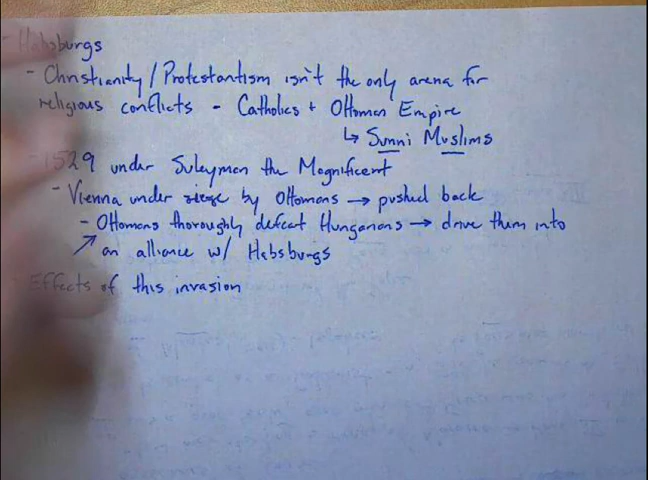 - Habsburgs
- Christianity / Protestantism isn't the only arena for
religious conflicts - Catholics + Ottoman Empire
↳ Sunni Muslims
- 1529 under Suleyman the Magnificent
- Vienna under siege by Ottomans → pushed back
- Ottomans thoroughly defeat Hungarians → drive them into
↗ an alliance w/ Habsburgs
Effects of this invasion